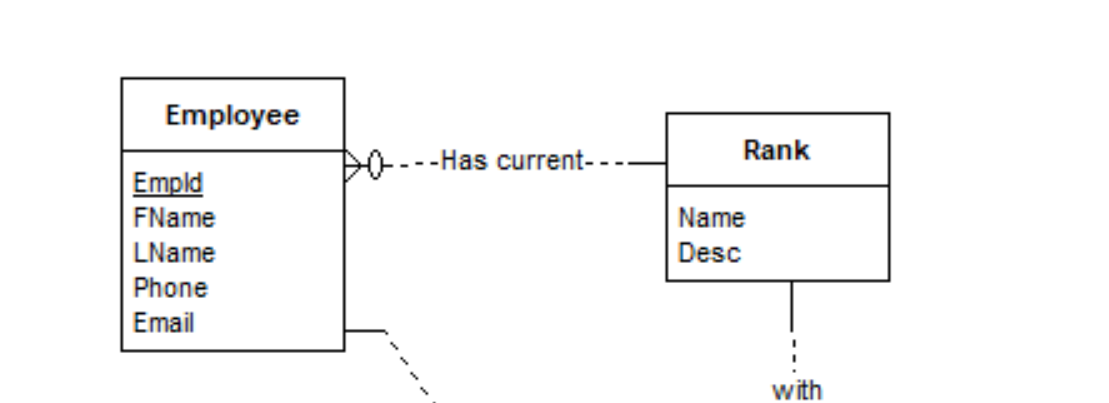 Employee
EmpId
FName
LName
Phone
Email
Has current
Rank
Name
Desc
with